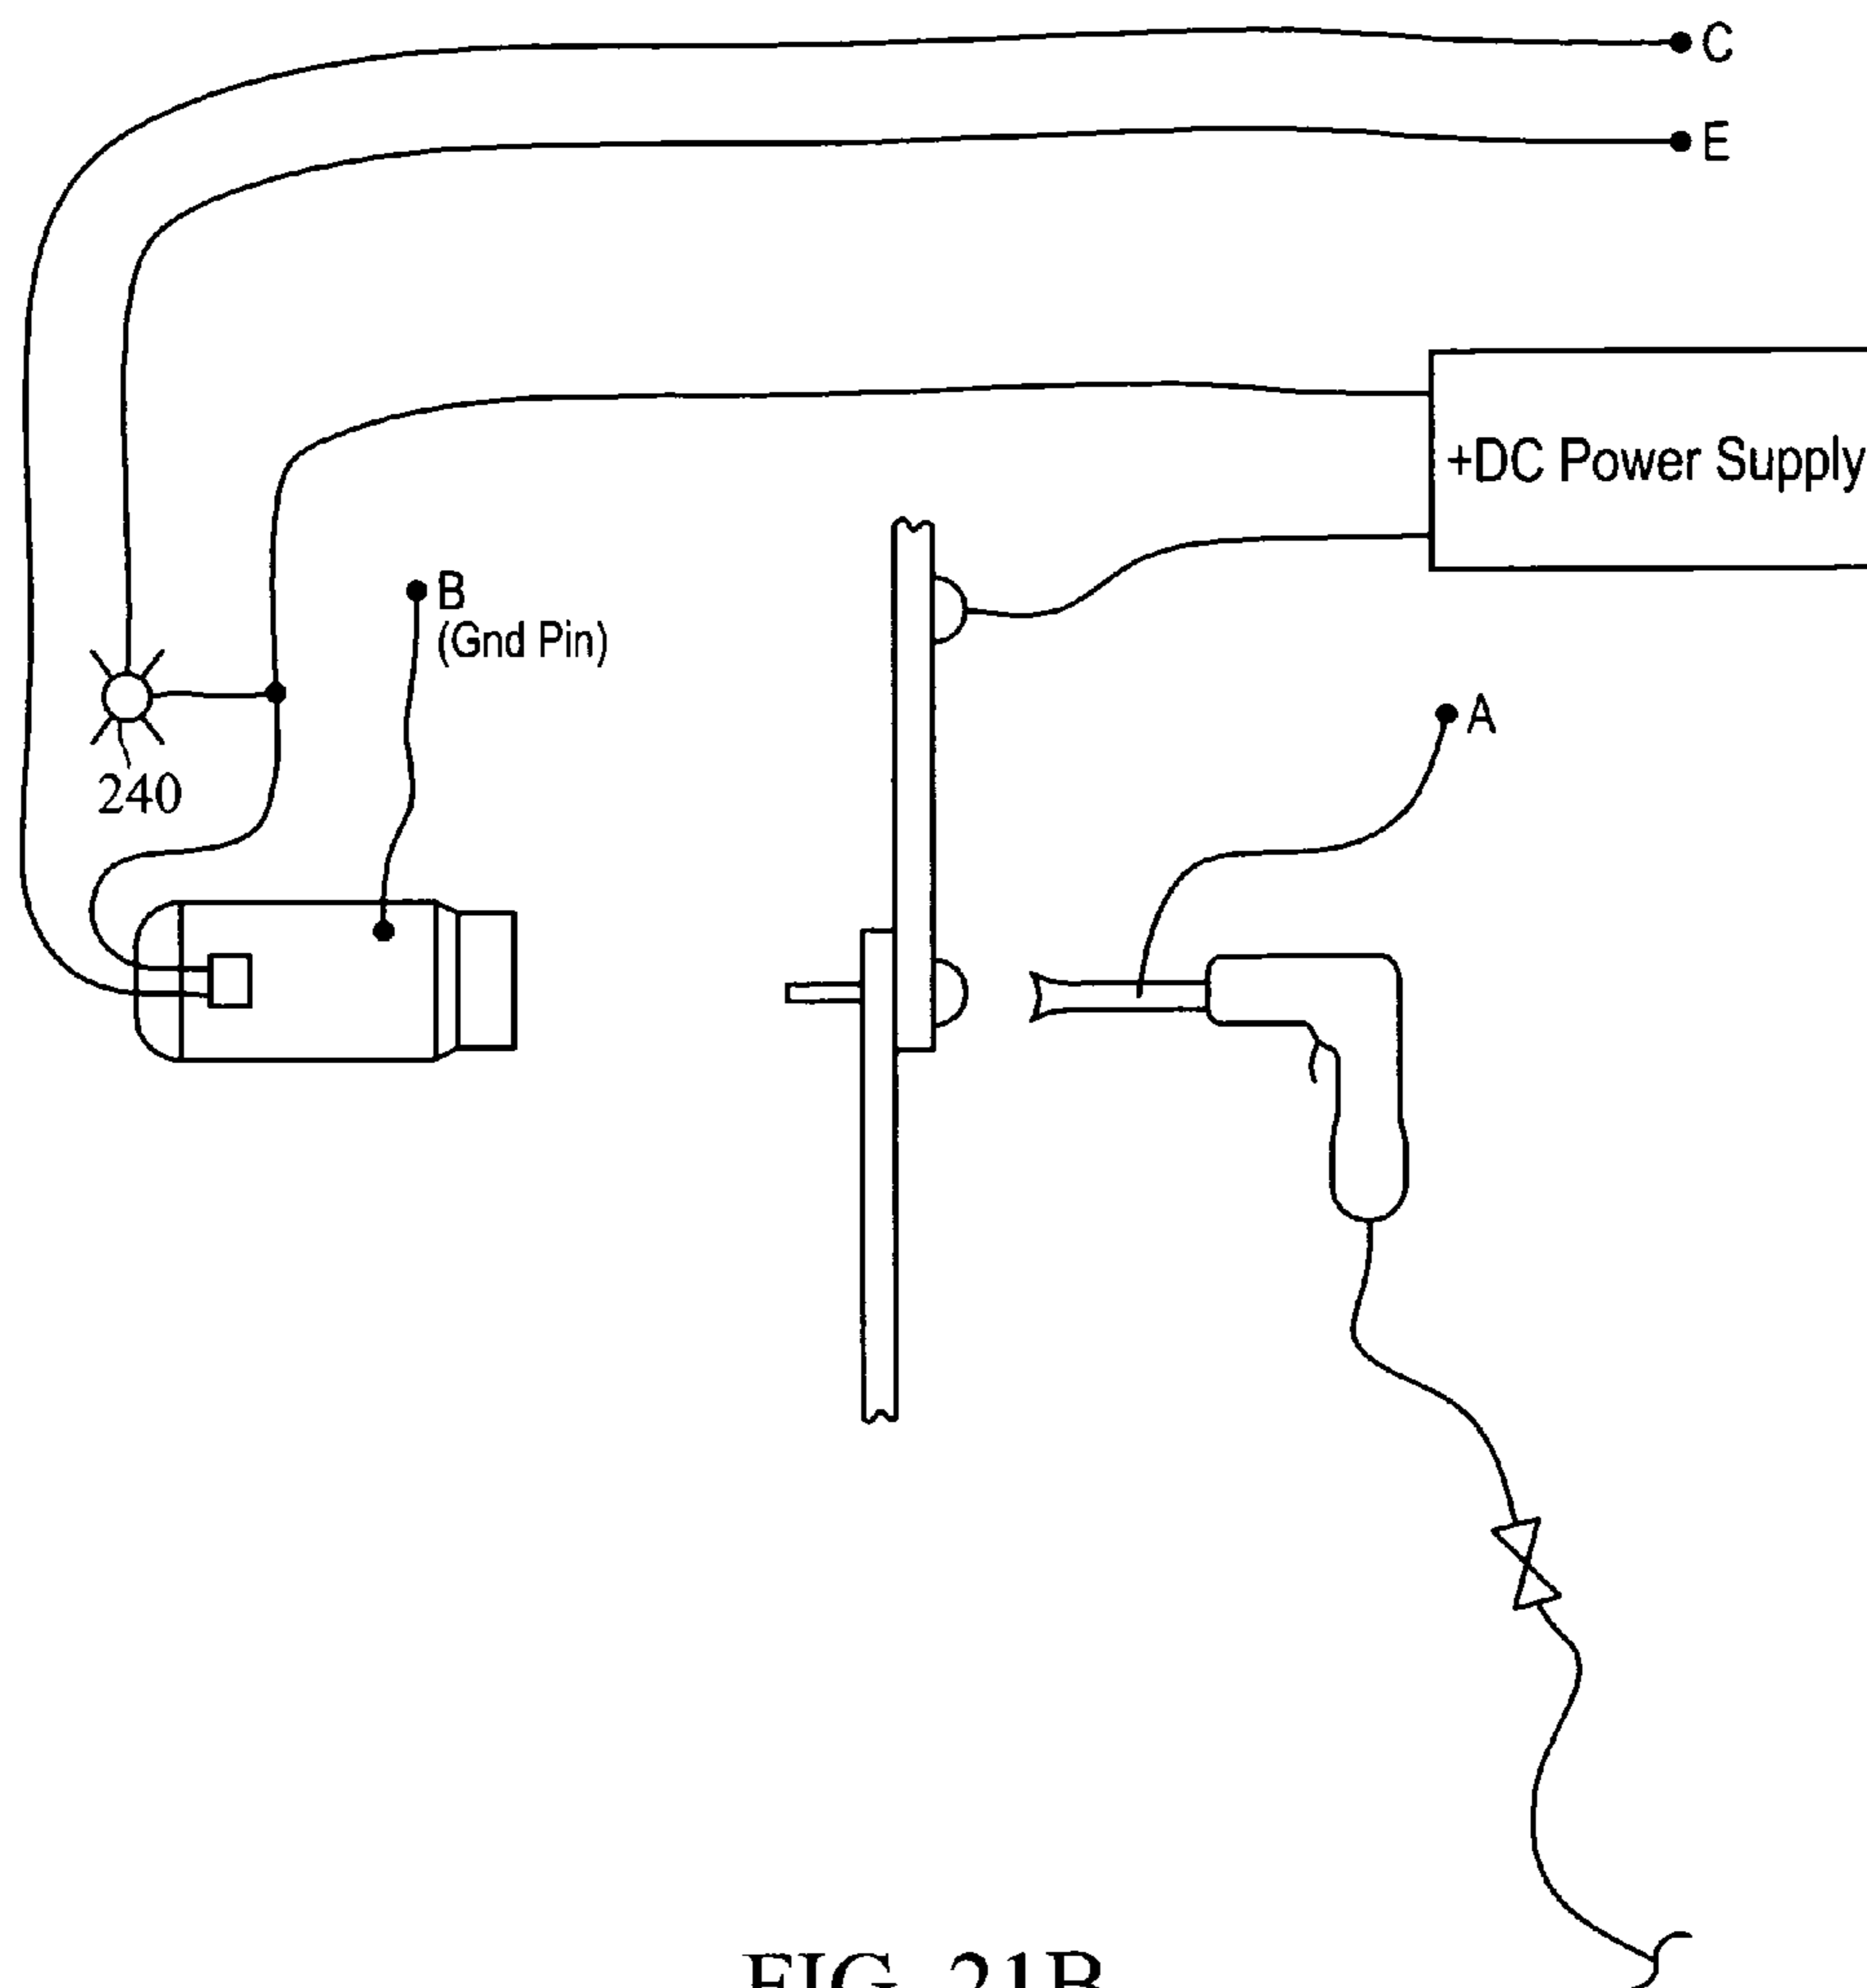 C
E
+DC Power Supply
B
(Gnd Pin)
A
240
FIG. 21B